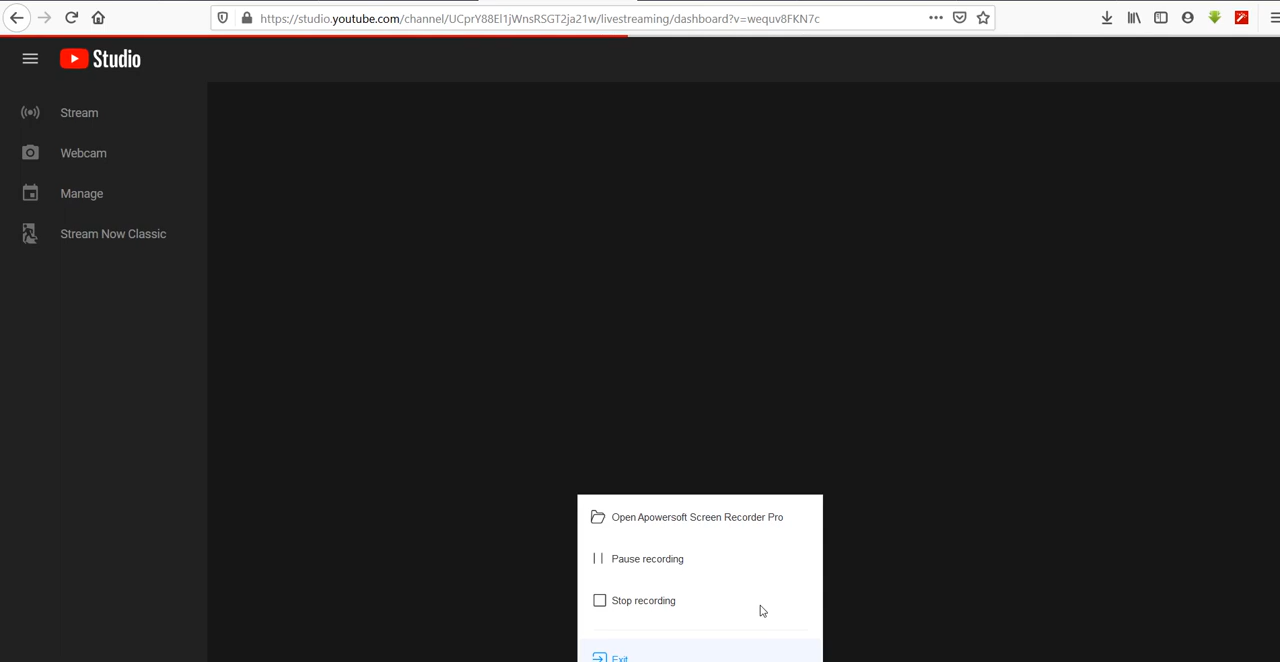 https://studio.youtube.com/channel/UCprY88El1jWnsRSGT2ja21w/livestreaming/dashboard?v=wequv8FKN7c
Studio
Stream
Webcam
Manage
Stream Now Classic
Open Apowersoft Screen Recorder Pro
Pause recording
Stop recording
Exit